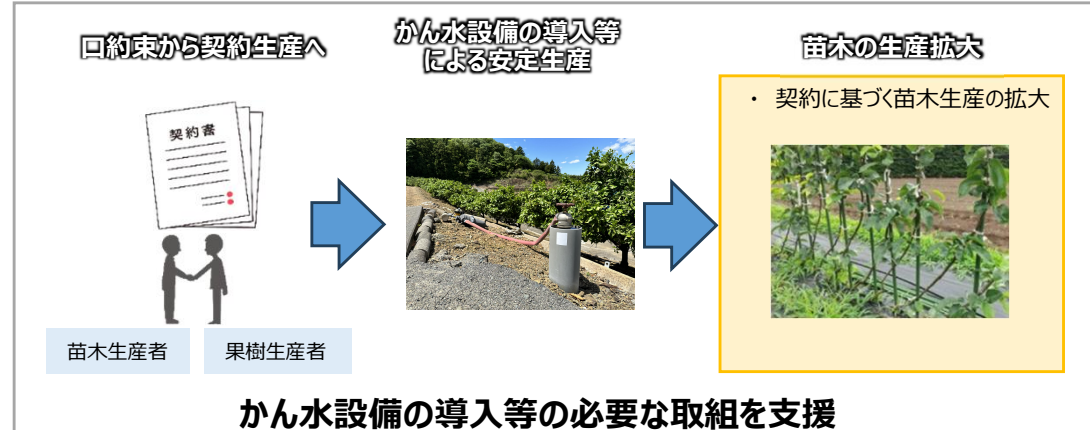 口約束から契約生産へ
かん水設備の導入等
による安定生産
苗木の生産拡大
・ 契約に基づく苗木生産の拡大
契約書
苗木生産者
果樹生産者
かん水設備の導入等の必要な取組を支援